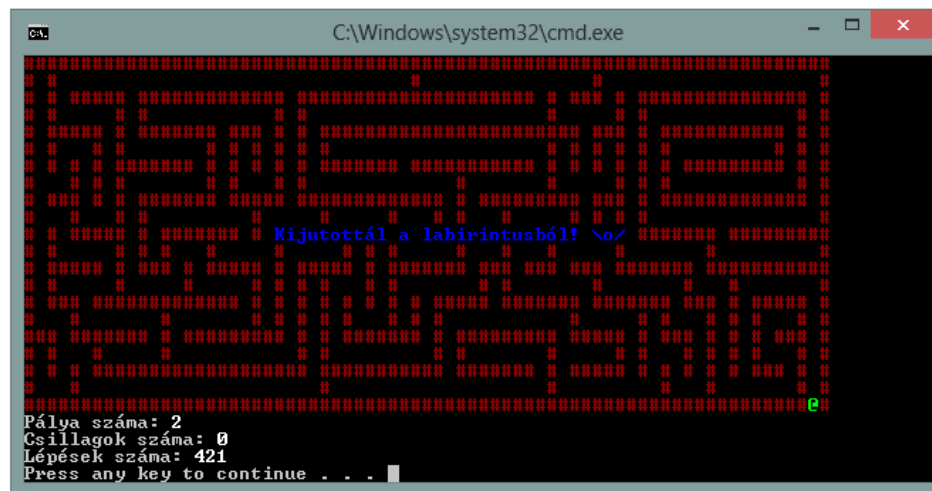 C:\Windows\system32\cmd.exe
Kijutottál a labirintusból! \o/
@
Pálya száma: 2
Csillagok száma: 0
Lépések száma: 421
Press any key to continue . . .